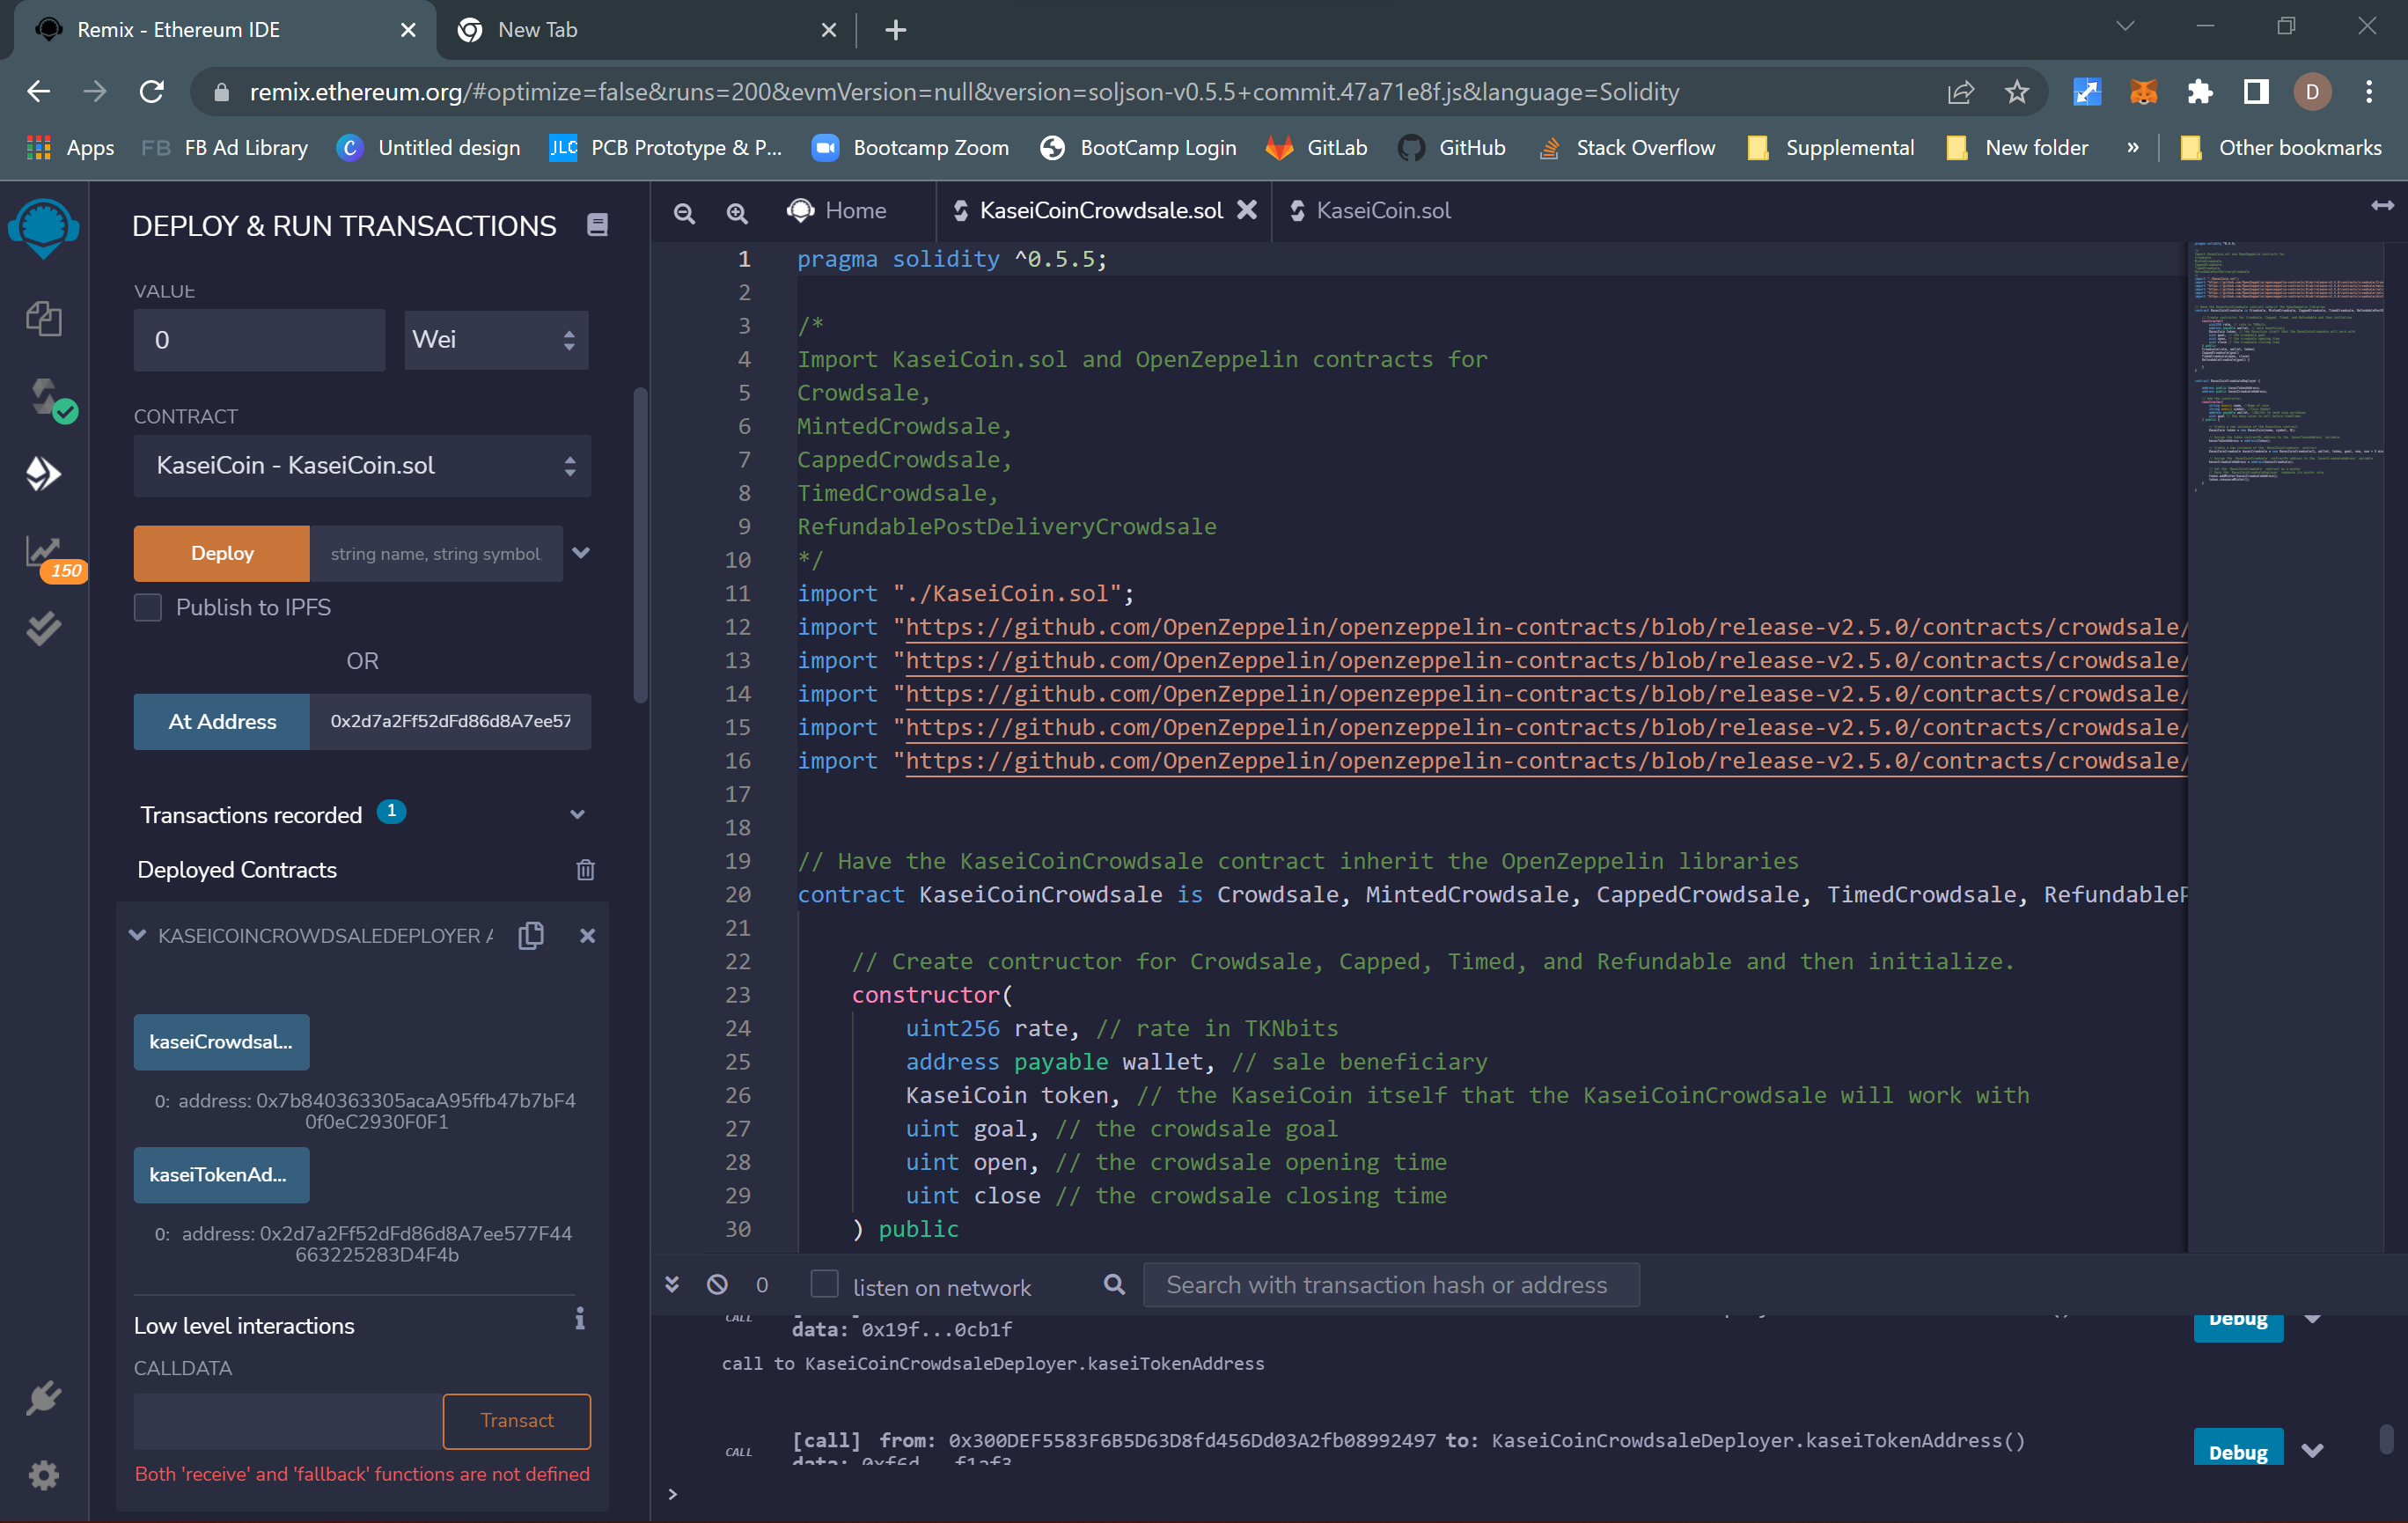 Remix - Ethereum IDE
New Tab
remix.ethereum.org/#optimize=false&runs=200&evmVersion=null&version=soljson-v0.5.5+commit.47a71e8f.js&language=Solidity
D
Apps
FB FB Ad Library
C Untitled design
JLC PCB Prototype & P...
Bootcamp Zoom
BootCamp Login
GitLab
GitHub
Stack Overflow
Supplemental
New folder
»
Other bookmarks
DEPLOY & RUN TRANSACTIONS
VALUE
0
Wei
CONTRACT
KaseiCoin - KaseiCoin.sol
Deploy
string name, string symbol
Publish to IPFS
OR
At Address
0x2d7a2Ff52dFd86d8A7ee57
150
Transactions recorded 1
Deployed Contracts
KASEICOINCROWDSALEDEPLOYER A
kaseiCrowdsal...
0: address: 0x7b840363305acaA95ffb47b7bF4
0f0eC2930F0F1
kaseiTokenAd...
0: address: 0x2d7a2Ff52dFd86d8A7ee577F44
663225283D4F4b
Low level interactions
i
CALLDATA
Transact
Both 'receive' and 'fallback' functions are not defined
Home
KaseiCoinCrowdsale.sol
KaseiCoin.sol
1 pragma solidity ^0.5.5;
2
3 /*
4 Import KaseiCoin.sol and OpenZeppelin contracts for
5 Crowdsale,
6 MintedCrowdsale,
7 CappedCrowdsale,
8 TimedCrowdsale,
9 RefundablePostDeliveryCrowdsale
10 */
11 import "./KaseiCoin.sol";
12 import "https://github.com/OpenZeppelin/openzeppelin-contracts/blob/release-v2.5.0/contracts/crowdsale/
13 import "https://github.com/OpenZeppelin/openzeppelin-contracts/blob/release-v2.5.0/contracts/crowdsale/
14 import "https://github.com/OpenZeppelin/openzeppelin-contracts/blob/release-v2.5.0/contracts/crowdsale/
15 import "https://github.com/OpenZeppelin/openzeppelin-contracts/blob/release-v2.5.0/contracts/crowdsale/
16 import "https://github.com/OpenZeppelin/openzeppelin-contracts/blob/release-v2.5.0/contracts/crowdsale/
17
18
19 // Have the KaseiCoinCrowdsale contract inherit the OpenZeppelin libraries
20 contract KaseiCoinCrowdsale is Crowdsale, MintedCrowdsale, CappedCrowdsale, TimedCrowdsale, RefundableP
21
22 // Create contructor for Crowdsale, Capped, Timed, and Refundable and then initialize.
23 constructor(
24 uint256 rate, // rate in TKNbits
25 address payable wallet, // sale beneficiary
26 KaseiCoin token, // the KaseiCoin itself that the KaseiCoinCrowdsale will work with
27 uint goal, // the crowdsale goal
28 uint open, // the crowdsale opening time
29 uint close // the crowdsale closing time
30 ) public
0
listen on network
Search with transaction hash or address
CALL
data: 0x19f...0cb1f
Debug
call to KaseiCoinCrowdsaleDeployer.kaseiTokenAddress
CALL
[call] from: 0x300DEF5583F6B5D63D8fd456Dd03A2fb08992497 to: KaseiCoinCrowdsaleDeployer.kaseiTokenAddress()
data: 0xf6d...f1af3
Debug
>